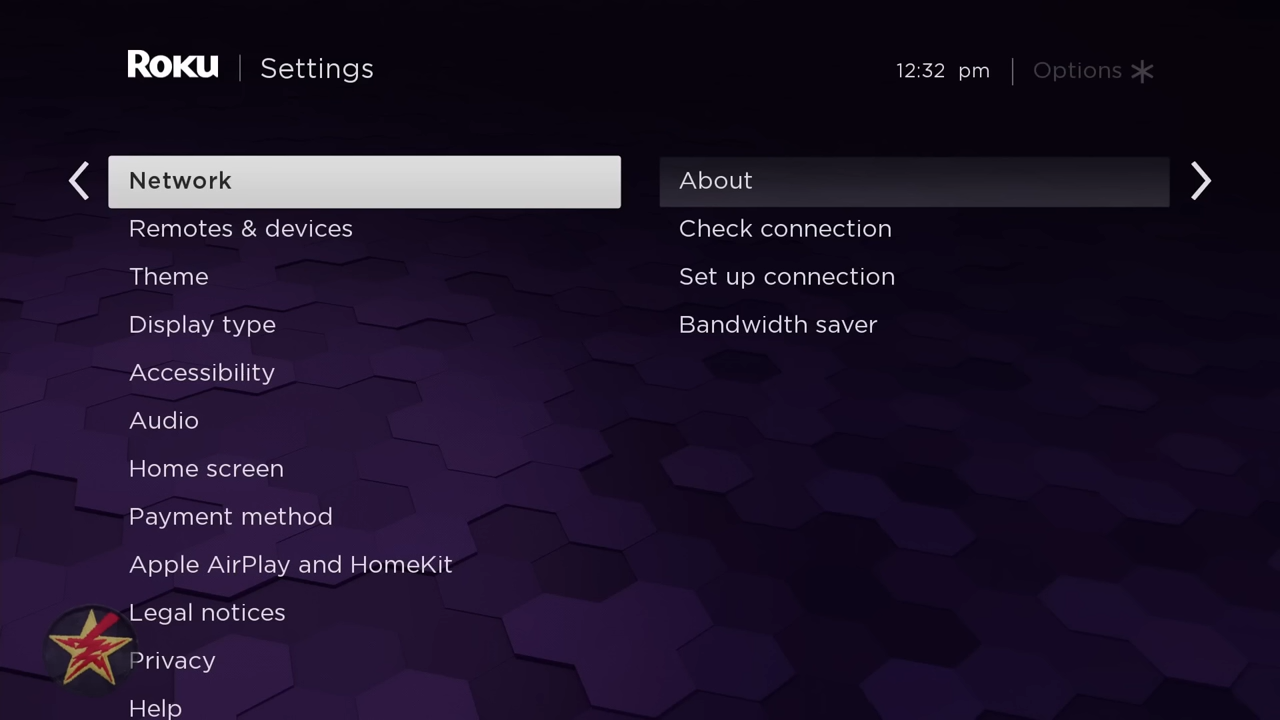 Roku | Settings
12:32 pm | Options
Network
Remotes & devices
Theme
Display type
Accessibility
Audio
Home screen
Payment method
Apple AirPlay and HomeKit
Legal notices
Privacy
Help
About
Check connection
Set up connection
Bandwidth saver